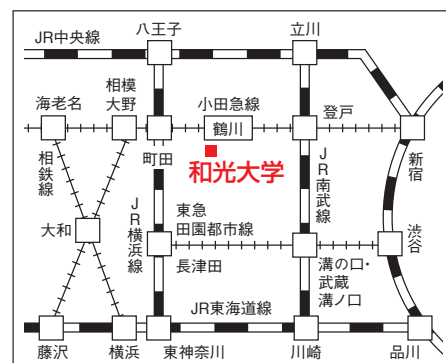 八王子
立川
JR中央線
海老名
相模
大野
小田急線
鶴川
登戸
新宿
町田
和光大学
相鉄線
JR南武線
JR横浜線
大和
東急
田園都市線
長津田
渋谷
溝の口・
武蔵
溝ノ口
JR東海道線
藤沢
横浜
東神奈川
川崎
品川